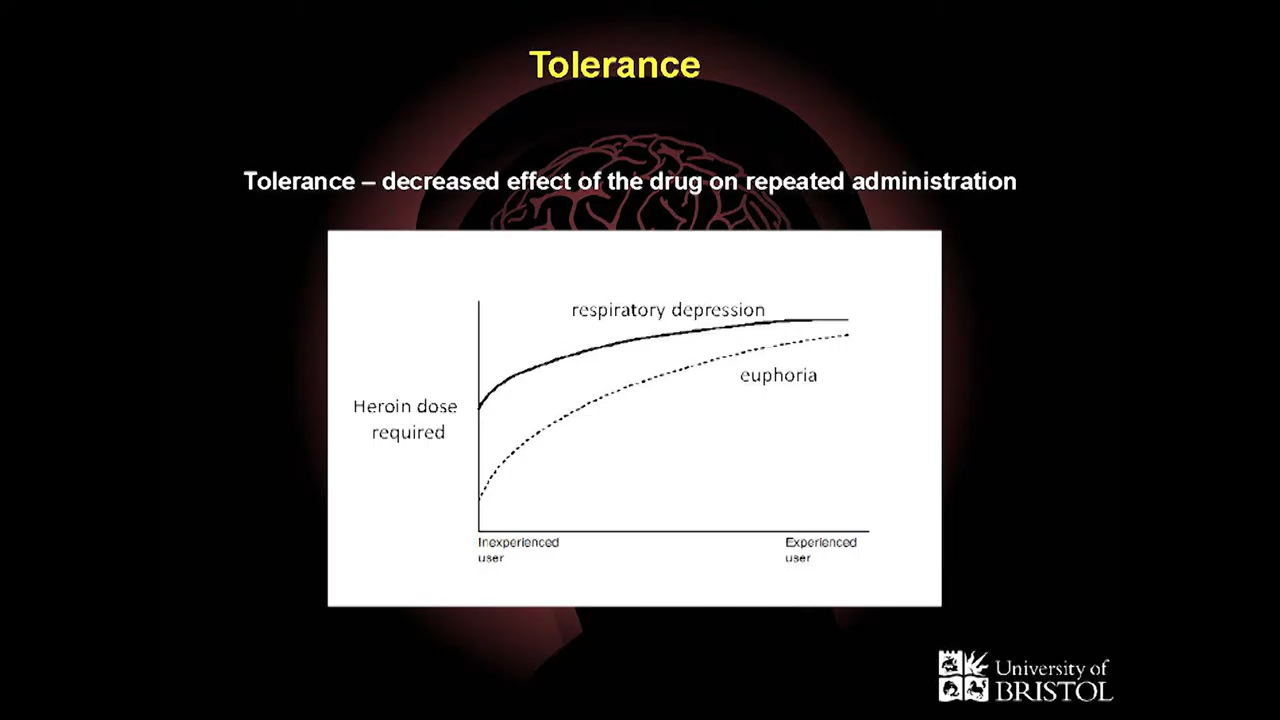 Tolerance
Tolerance – decreased effect of the drug on repeated administration
respiratory depression
euphoria
Heroin dose
required
Inexperienced
user
Experienced
user
University of
BRISTOL